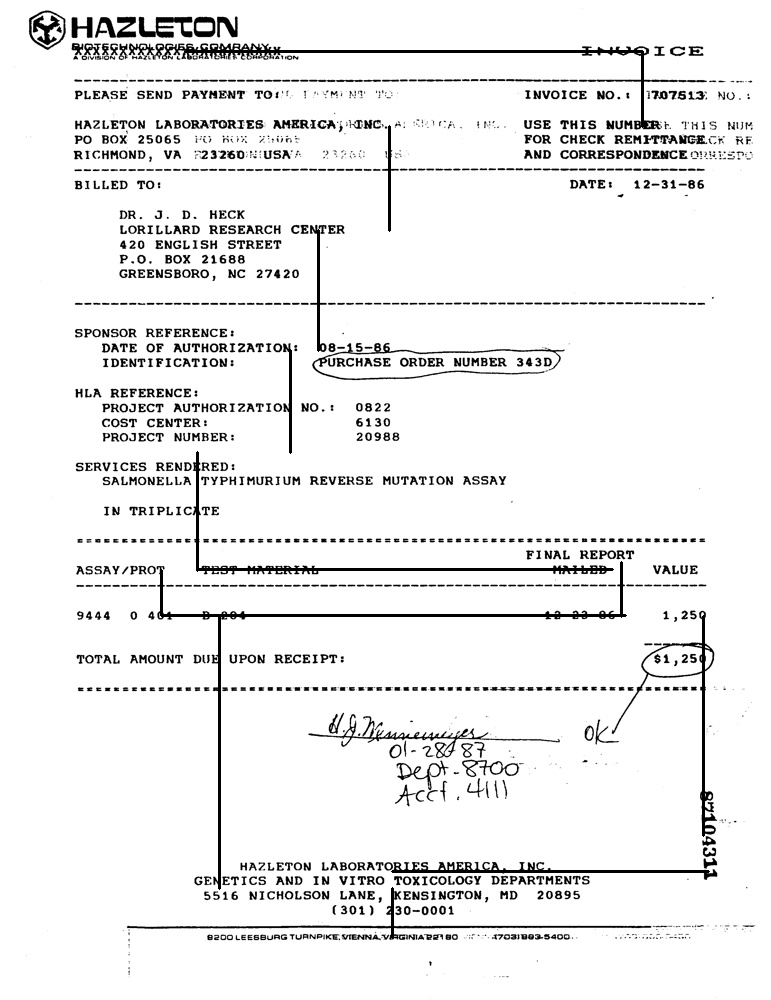 HAZLETON
BIOTECHNOLOGIES COMPANY
A DIVISION OF HAZLETON LABORATORIES CORPORATION
INVOICE
PLEASE SEND PAYMENT TO: INVOICE NO.: 1707513
HAZLETON LABORATORIES AMERICA, INC. USE THIS NUMBER
PO BOX 25065 FOR CHECK REMITTANCE
RICHMOND, VA 23260 USA AND CORRESPONDENCE
BILLED TO: DATE: 12-31-86
DR. J. D. HECK
LORILLARD RESEARCH CENTER
420 ENGLISH STREET
P.O. BOX 21688
GREENSBORO, NC 27420
SPONSOR REFERENCE:
DATE OF AUTHORIZATION: 08-15-86
IDENTIFICATION: PURCHASE ORDER NUMBER 343D
HLA REFERENCE:
PROJECT AUTHORIZATION NO.: 0822
COST CENTER: 6130
PROJECT NUMBER: 20988
SERVICES RENDERED:
SALMONELLA TYPHIMURIUM REVERSE MUTATION ASSAY
IN TRIPLICATE
FINAL REPORT
ASSAY/PROT TEST MATERIAL MAILED VALUE
9444 0 401 B 204 12-23-86 1,250
TOTAL AMOUNT DUE UPON RECEIPT: $1,250
H.J. Wenniemeyer OK
01-28-87
Dept. 8700
Acct. 4111
87104311
HAZLETON LABORATORIES AMERICA, INC.
GENETICS AND IN VITRO TOXICOLOGY DEPARTMENTS
5516 NICHOLSON LANE, KENSINGTON, MD 20895
(301) 230-0001
9200 LEESBURG TURNPIKE, VIENNA, VIRGINIA 22180 (703) 893-5400